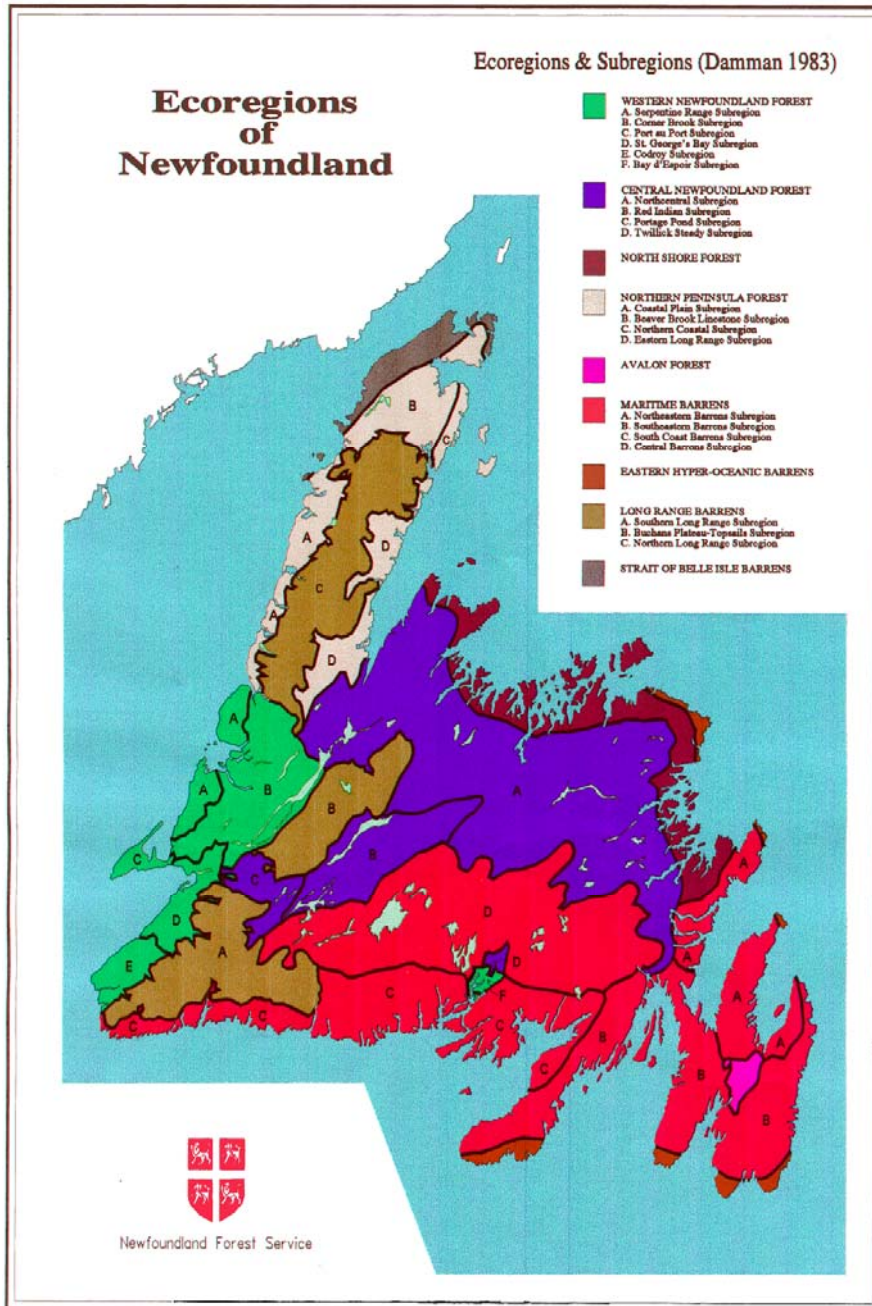 Ecoregions & Subregions (Damman 1983)
Ecoregions
of
Newfoundland
WESTERN NEWFOUNDLAND FOREST
A. Serpentine Range Subregion
B. Corner Brook Subregion
C. Port au Port Subregion
D. St. George's Bay Subregion
E. Codroy Subregion
F. Bay d'Espoir Subregion
CENTRAL NEWFOUNDLAND FOREST
A. Northcentral Subregion
B. Red Indian Subregion
C. Portage Pond Subregion
D. Twillick Steady Subregion
NORTH SHORE FOREST
NORTHERN PENINSULA FOREST
A. Coastal Plain Subregion
B. Beaver Brook Limestone Subregion
C. Northern Coastal Subregion
D. Eastern Long Range Subregion
AVALON FOREST
MARITIME BARRENS
A. Northeastern Barrens Subregion
B. Southeastern Barrens Subregion
C. South Coast Barrens Subregion
D. Central Barrens Subregion
EASTERN HYPER-OCEANIC BARRENS
LONG RANGE BARRENS
A. Southern Long Range Subregion
B. Buchans Plateau-Topsails Subregion
C. Northern Long Range Subregion
STRAIT OF BELLE ISLE BARRENS
B
C
A
D
C
A
D
A
B
A
B
A
C
B
C
D
D
A
E
D
F
C
C
C
C
C
B
A
A
A
A
B
B
Newfoundland Forest Service